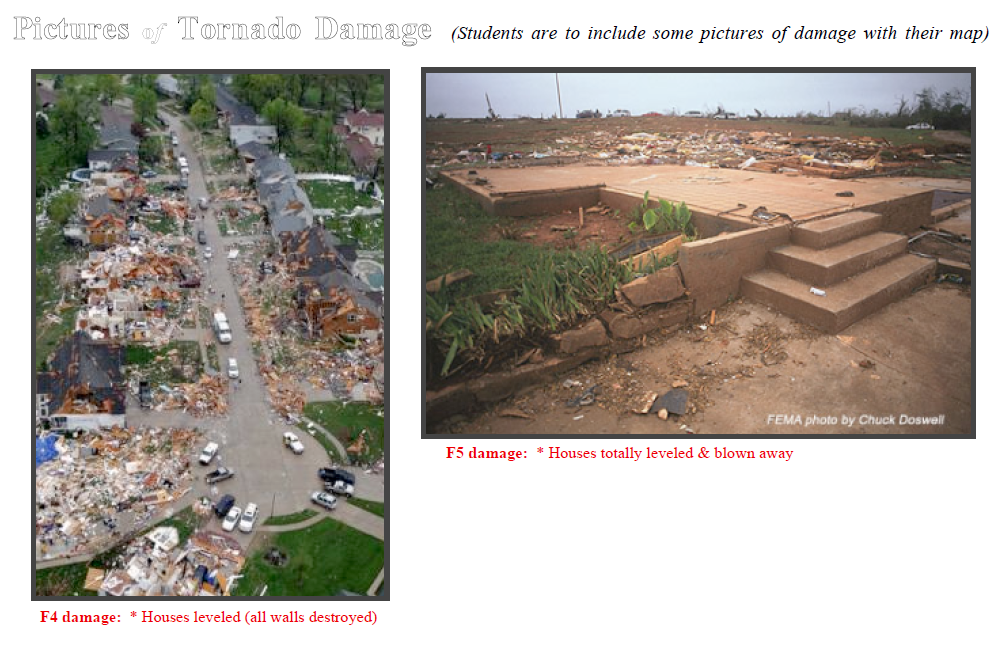 Pictures of Tornado Damage (Students are to include some pictures of damage with their map)
FEMA photo by Chuck Doswell
F5 damage: * Houses totally leveled & blown away
F4 damage: * Houses leveled (all walls destroyed)